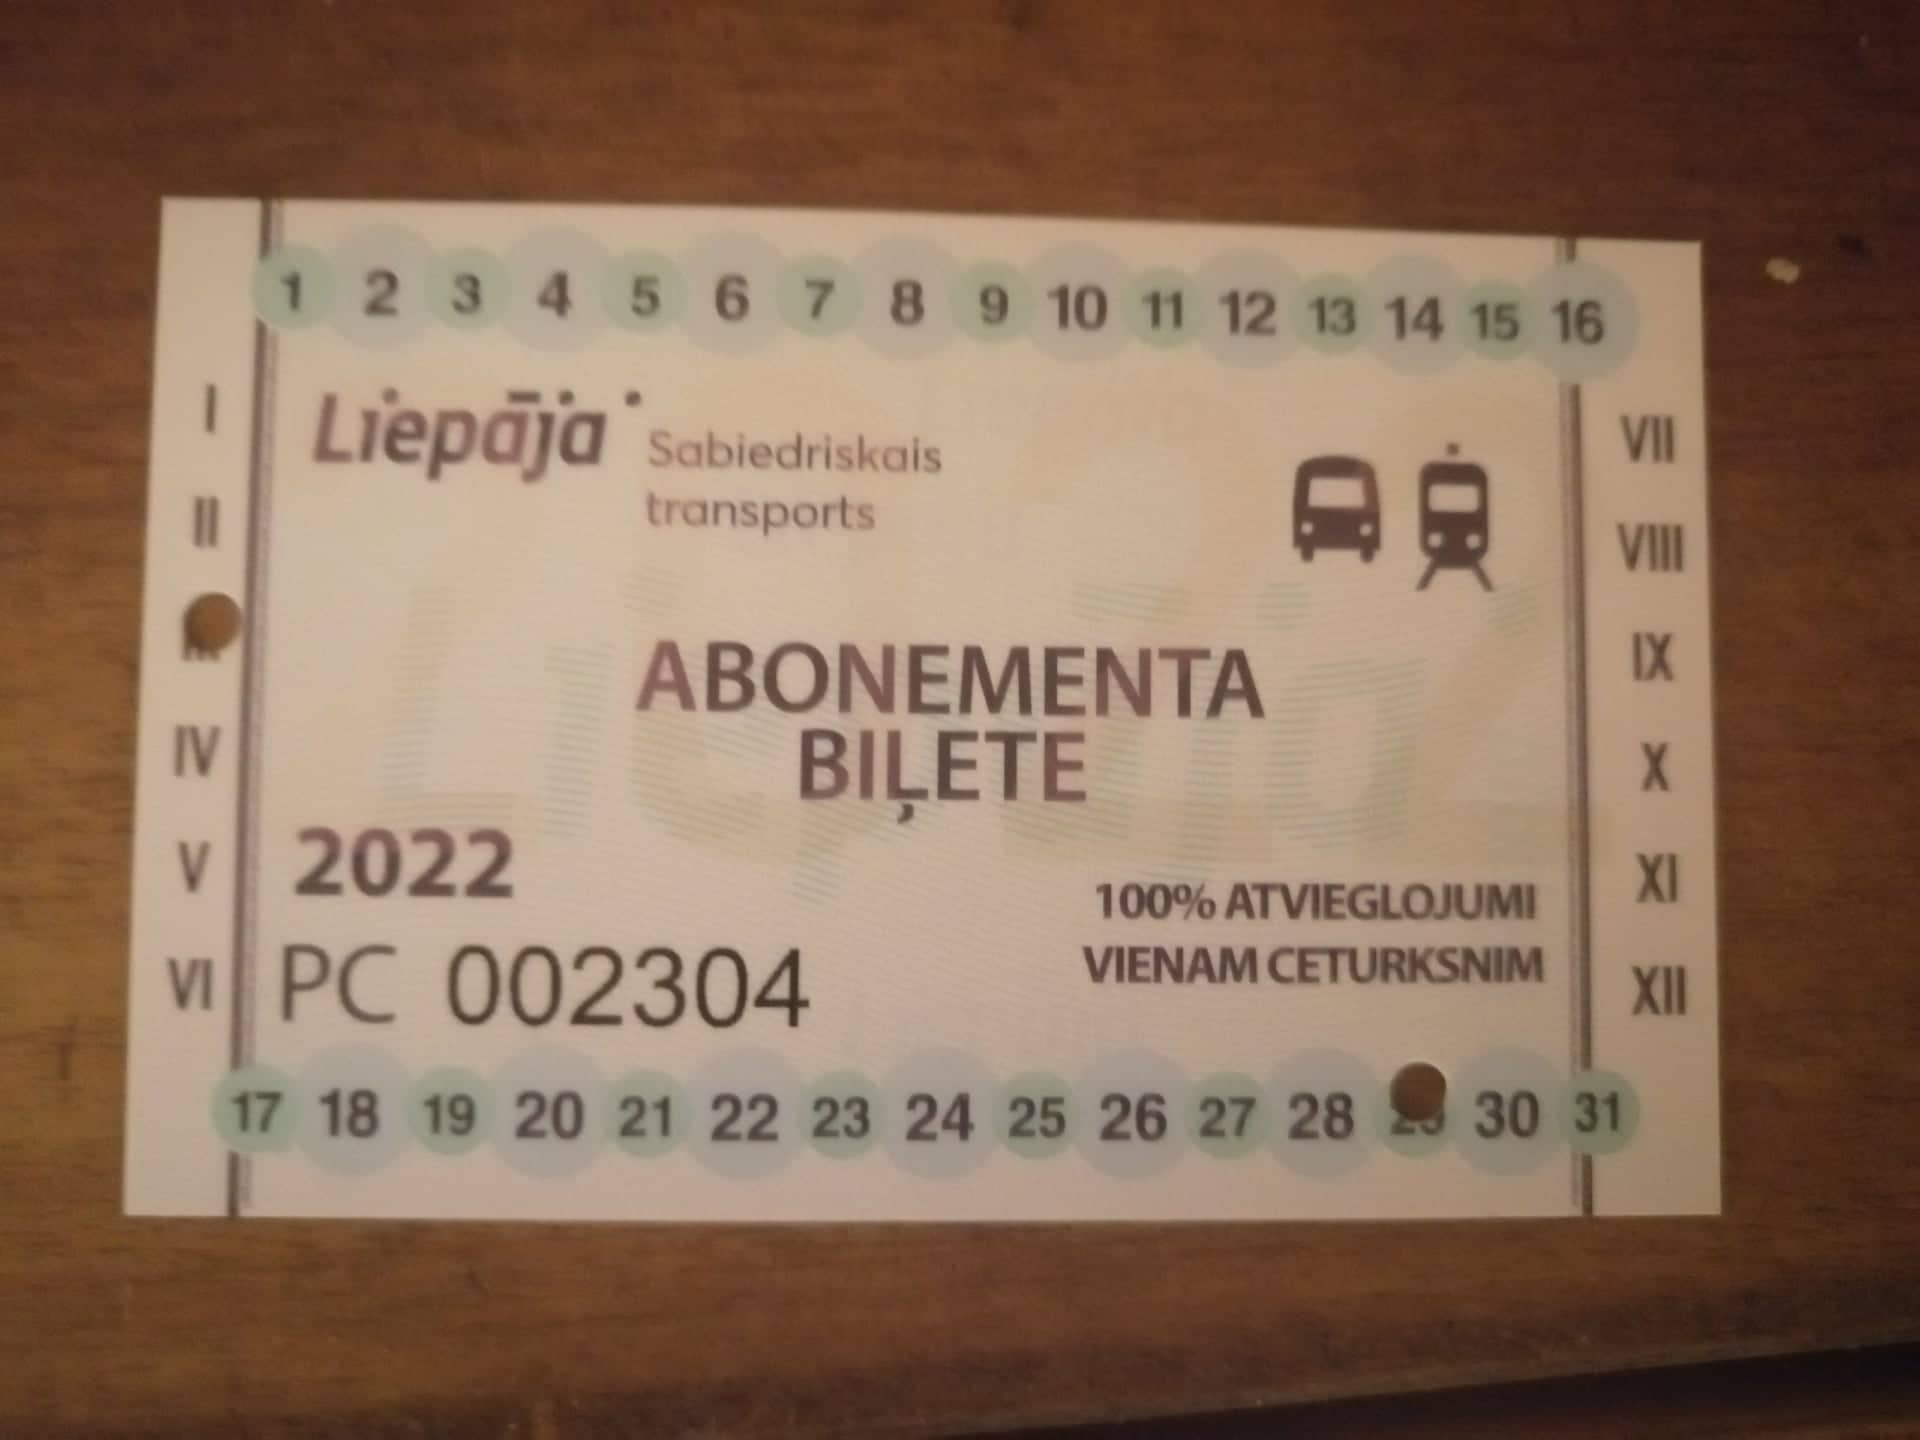 1 2 3 4 5 6 7 8 9 10 11 12 13 14 15 16
Liepāja
Sabiedriskais
transports
I
II
IV
V
VI
VII
VIII
IX
X
XI
XII
ABONEMENTA
BIĻETE
2022
PC 002304
100% ATVIEGLOJUMI
VIENAM CETURKSNIM
17 18 19 20 21 22 23 24 25 26 27 28 29 30 31